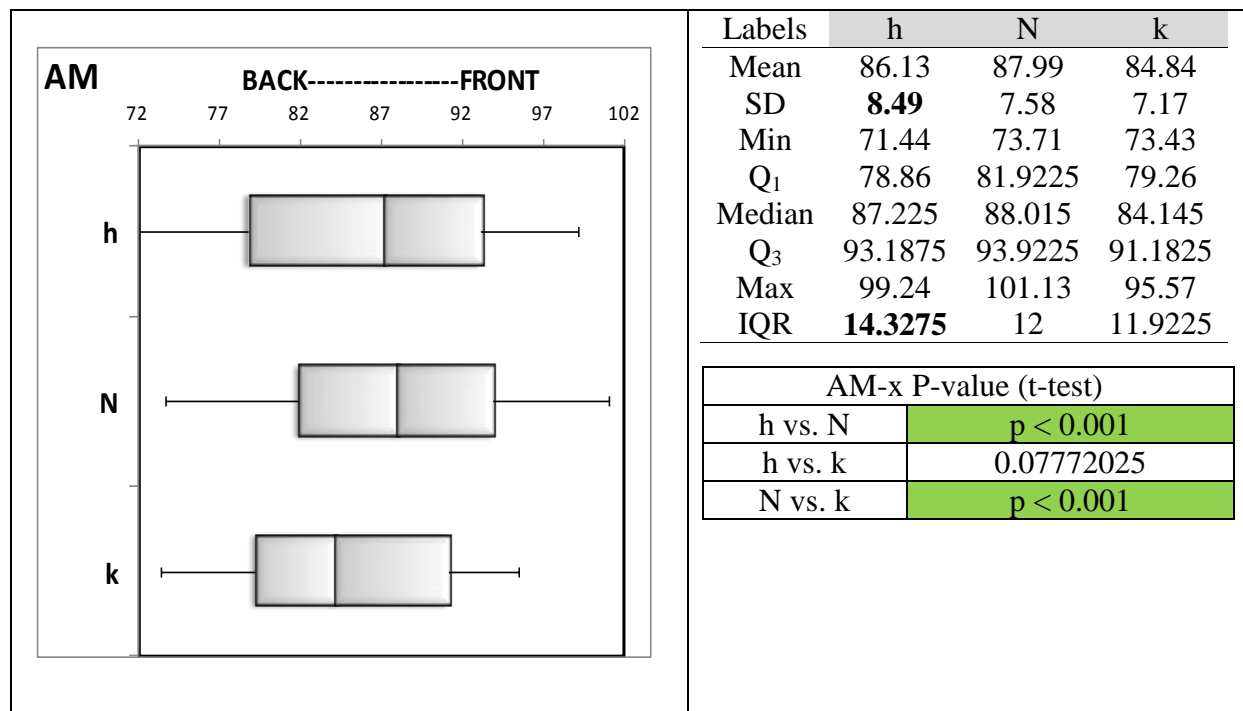 AM
BACK-----------------FRONT
72 77 82 87 92 97 102
h
N
k
Labels h N k
Mean 86.13 87.99 84.84
SD 8.49 7.58 7.17
Min 71.44 73.71 73.43
Q₁ 78.86 81.9225 79.26
Median 87.225 88.015 84.145
Q₃ 93.1875 93.9225 91.1825
Max 99.24 101.13 95.57
IQR 14.3275 12 11.9225
AM-x P-value (t-test)
h vs. N p < 0.001
h vs. k 0.07772025
N vs. k p < 0.001